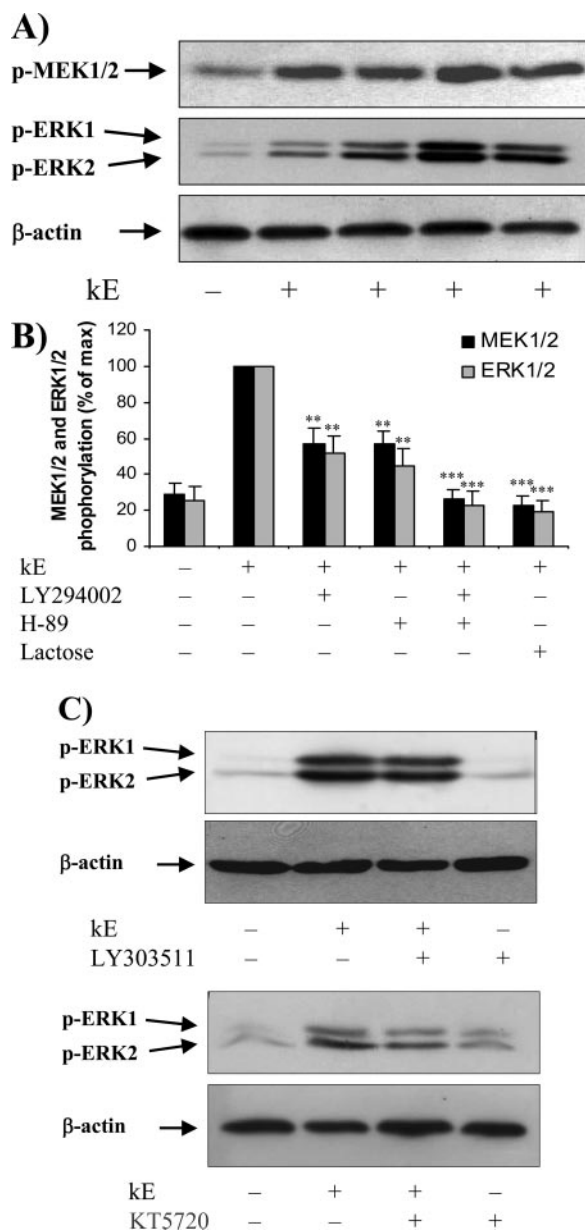 A)
p-MEK1/2
p-ERK1
p-ERK2
β-actin
kE – + + + +
B)
MEK1/2 and ERK1/2
phophorylation (% of max)
120
100
80
60
40
20
0
MEK1/2
ERK1/2
** **
** **
*** ***
*** ***
kE – + + + + +
LY294002 – – + – + –
H-89 – – – + + –
Lactose – – – – – +
C)
p-ERK1
p-ERK2
β-actin
kE – + + –
LY303511 – – + +
p-ERK1
p-ERK2
β-actin
kE – + + –
KT5720 – – + +